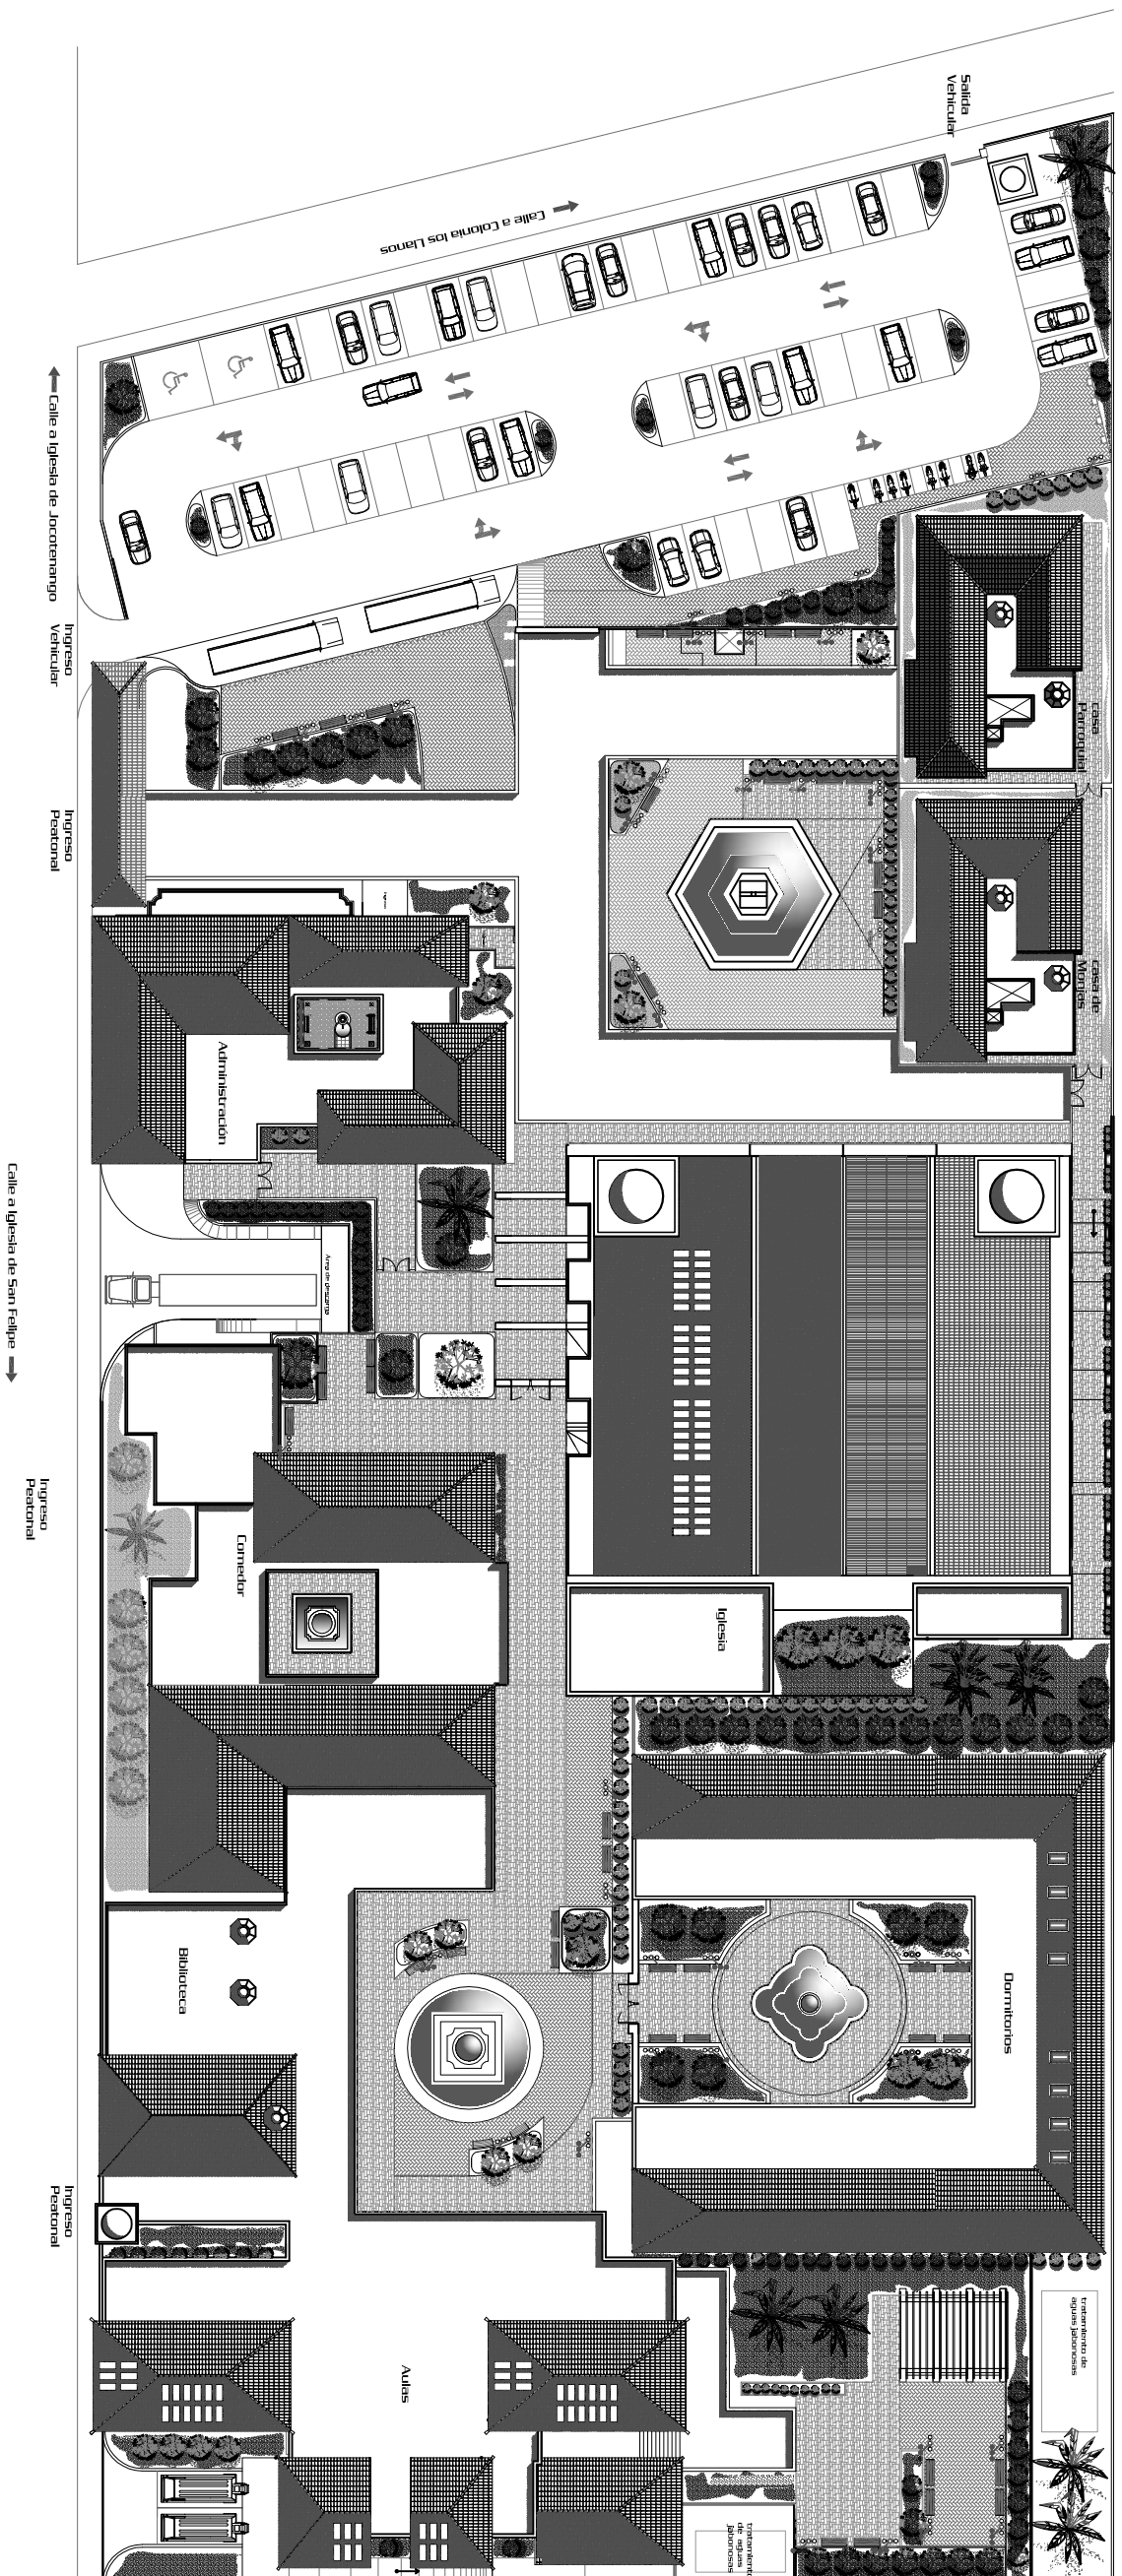 Salida
Vehicular
Calle a Colonia los Llanos
Calle a Iglesia de Jocotenango
Ingreso
Vehicular
casa
Parroquial
Ingreso
Peatonal
casa de
Monjas
Administración
Calle a Iglesia de San Felipe
Area de descarga
Ingreso
Peatonal
Comedor
Iglesia
Biblioteca
Dormitorios
Ingreso
Peatonal
tratamiento de
aguas jabonosas
Aulas
tratamiento
de aguas
jabonosas